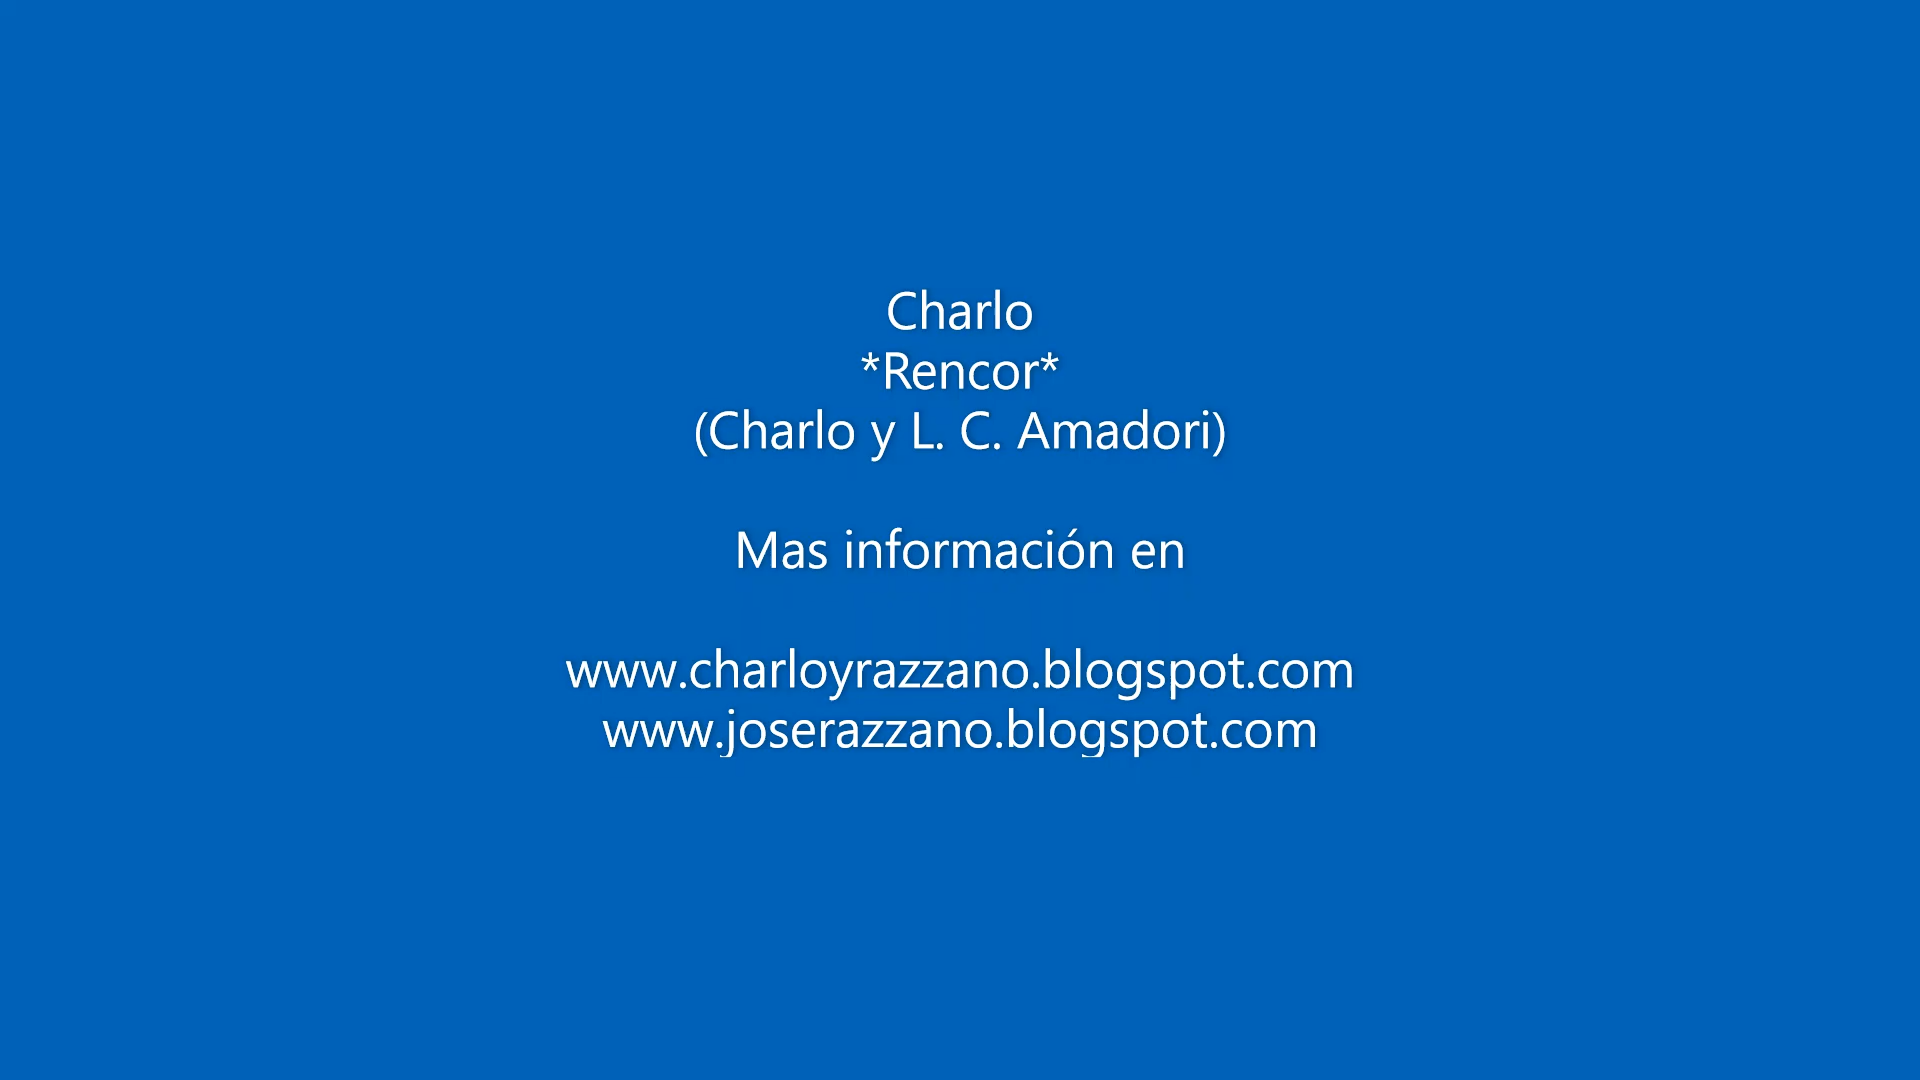 Charlo
*Rencor*
(Charlo y L. C. Amadori)
Mas información en
www.charloyrazzano.blogspot.com
www.joserazzano.blogspot.com